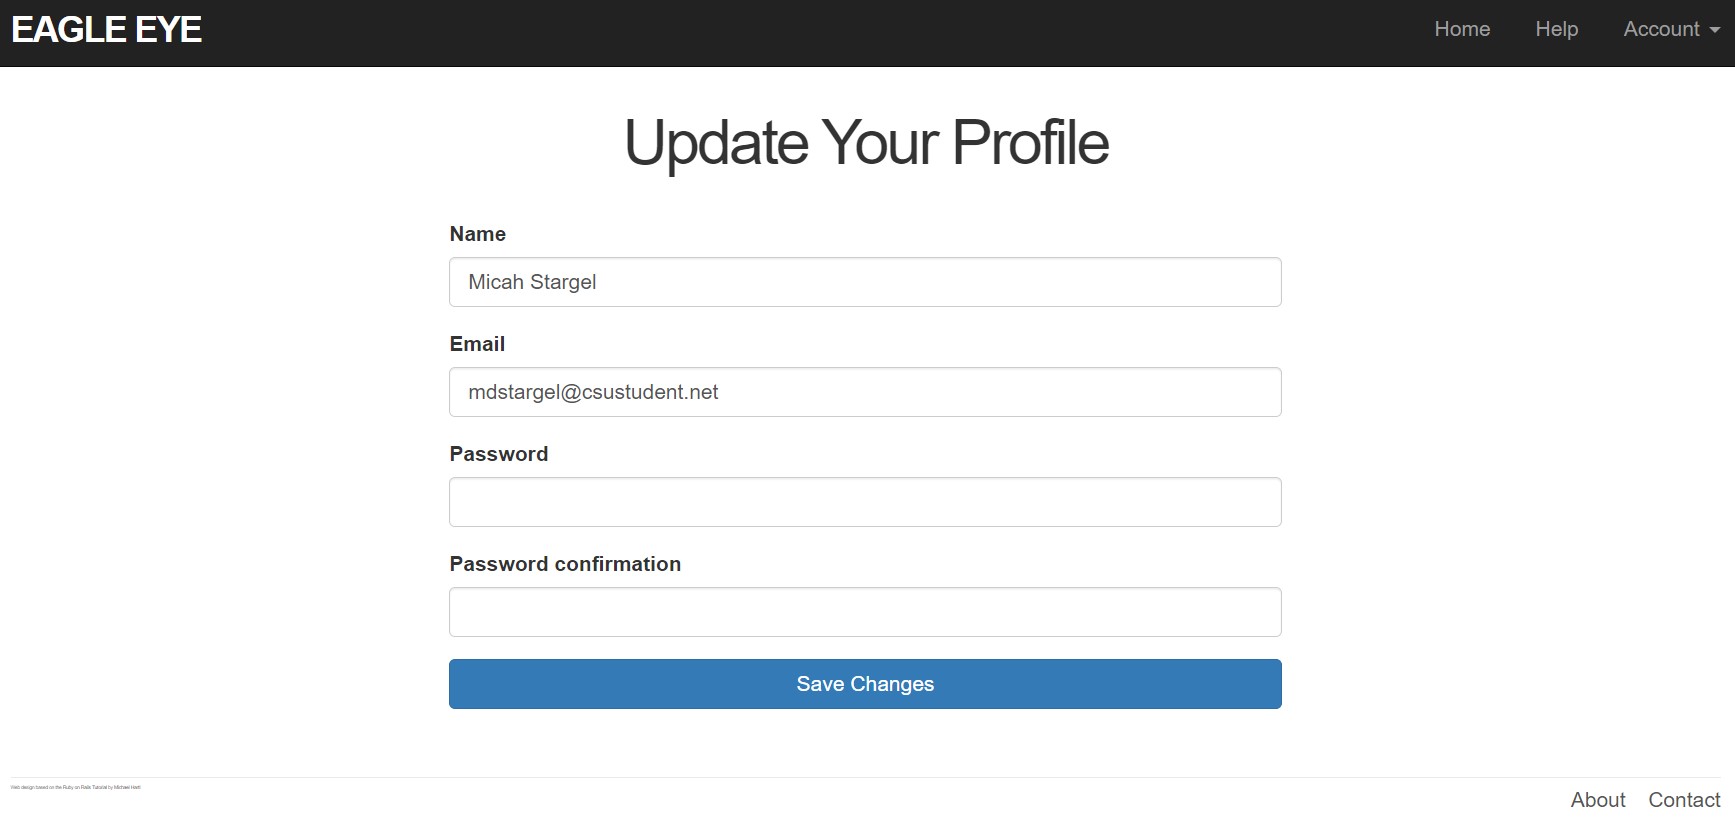 EAGLE EYE
Home Help Account
Update Your Profile
Name
Micah Stargel
Email
mdstargel@csustudent.net
Password
Password confirmation
Save Changes
Web design based on the Ruby on Rails Tutorial by Michael Hartl
About Contact